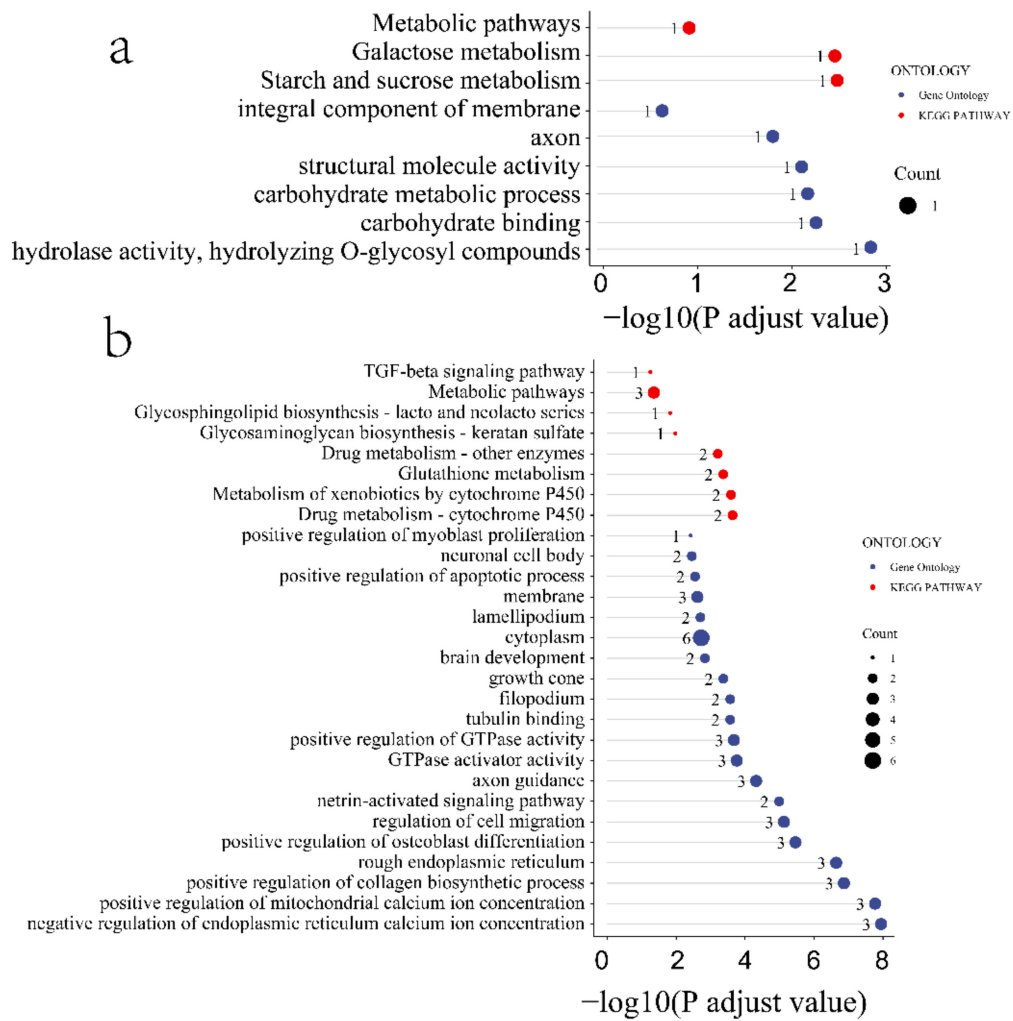 a
Metabolic pathways 1
Galactose metabolism 1
Starch and sucrose metabolism 1
integral component of membrane 1
axon 1
structural molecule activity 1
carbohydrate metabolic process 1
carbohydrate binding 1
hydrolase activity, hydrolyzing O-glycosyl compounds 1
0 1 2 3
−log10(P adjust value)
ONTOLOGY
Gene Ontology
KEGG PATHWAY
Count
1
b
TGF-beta signaling pathway 1
Metabolic pathways 3
Glycosphingolipid biosynthesis - lacto and neolacto series 1
Glycosaminoglycan biosynthesis - keratan sulfate 1
Drug metabolism - other enzymes 2
Glutathione metabolism 2
Metabolism of xenobiotics by cytochrome P450 2
Drug metabolism - cytochrome P450 2
positive regulation of myoblast proliferation 1
neuronal cell body 2
positive regulation of apoptotic process 2
membrane 3
lamellipodium 2
cytoplasm 6
brain development 2
growth cone 2
filopodium 2
tubulin binding 2
positive regulation of GTPase activity 3
GTPase activator activity 3
axon guidance 3
netrin-activated signaling pathway 2
regulation of cell migration 3
positive regulation of osteoblast differentiation 3
rough endoplasmic reticulum 3
positive regulation of collagen biosynthetic process 3
positive regulation of mitochondrial calcium ion concentration 3
negative regulation of endoplasmic reticulum calcium ion concentration 3
0 2 4 6 8
−log10(P adjust value)
ONTOLOGY
Gene Ontology
KEGG PATHWAY
Count
1
2
3
4
5
6